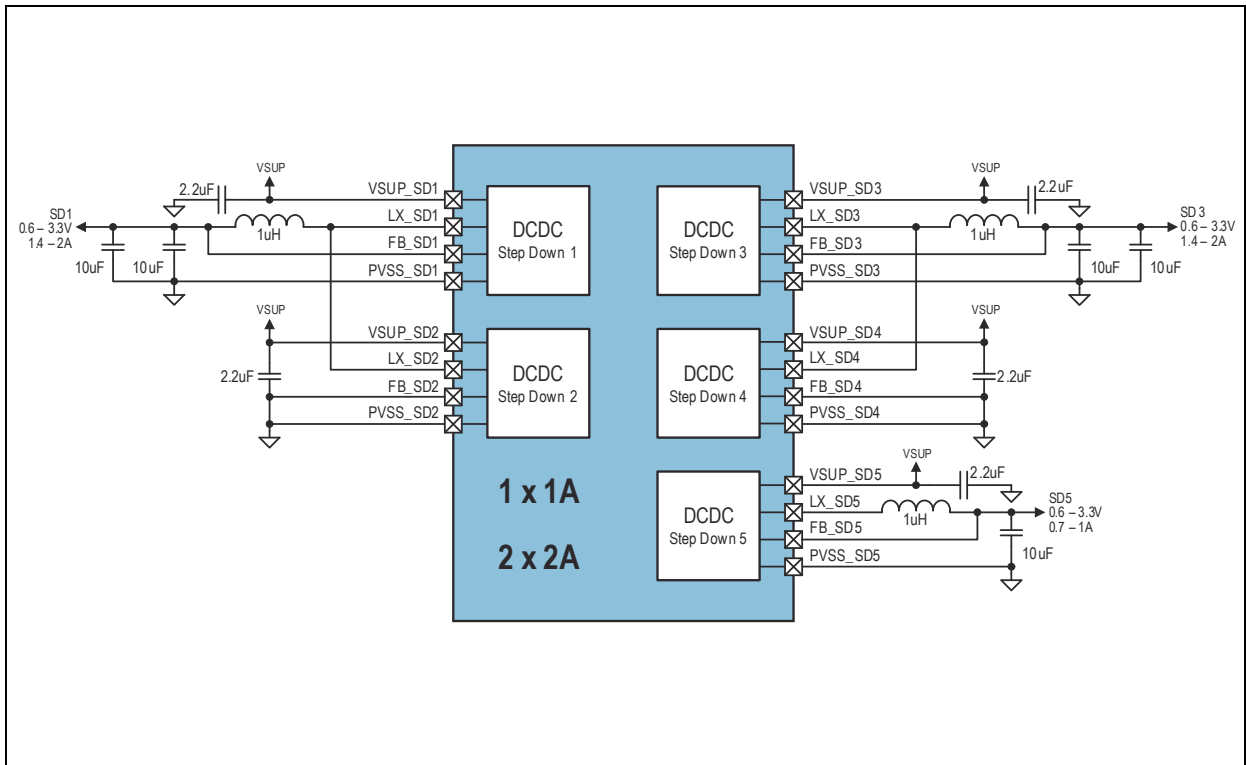 VSUP
2.2uF
SD1
0.6 – 3.3V
1.4 – 2A
1uH
10uF
10uF
VSUP
2.2uF
VSUP_SD1
LX_SD1
FB_SD1
PVSS_SD1
VSUP_SD2
LX_SD2
FB_SD2
PVSS_SD2
DCDC
Step Down 1
DCDC
Step Down 2
1 x 1A
2 x 2A
DCDC
Step Down 3
DCDC
Step Down 4
DCDC
Step Down 5
VSUP_SD3
LX_SD3
FB_SD3
PVSS_SD3
VSUP_SD4
LX_SD4
FB_SD4
PVSS_SD4
VSUP_SD5
LX_SD5
FB_SD5
PVSS_SD5
VSUP
2.2uF
1uH
SD3
0.6 – 3.3V
1.4 – 2A
10uF
10uF
VSUP
2.2uF
VSUP
2.2uF
1uH
SD5
0.6 – 3.3V
0.7 – 1A
10uF